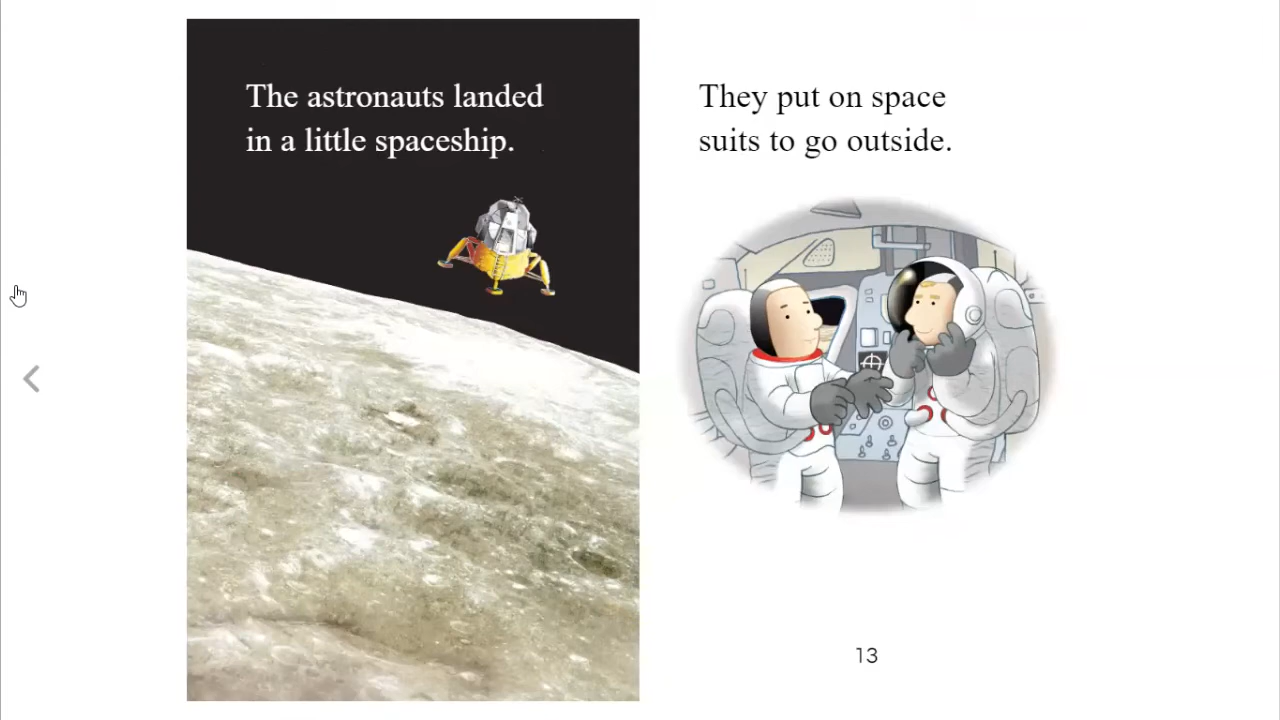 The astronauts landed
in a little spaceship.
They put on space
suits to go outside.
13